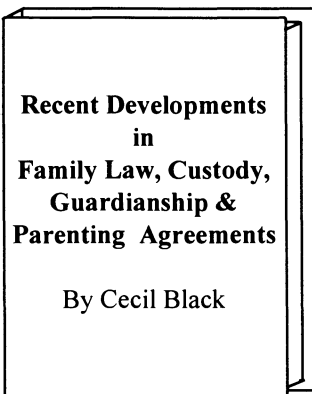 Recent Developments
in
Family Law, Custody,
Guardianship &
Parenting Agreements
By Cecil Black